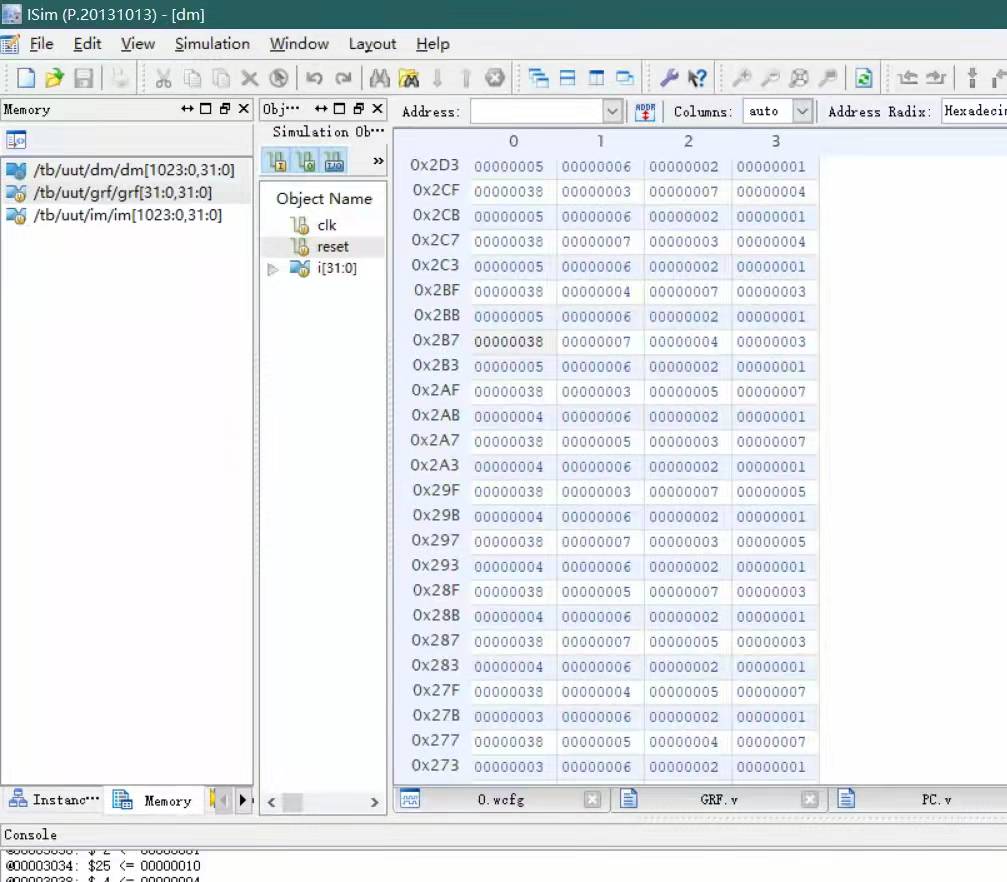 ISim (P.20131013) - [dm]
File Edit View Simulation Window Layout Help
Memory
Obj···
Address:
Columns: auto
Address Radix:
Simulation Ob···
/tb/uut/dm/dm[1023:0,31:0]
/tb/uut/grf/grf[31:0,31:0]
/tb/uut/im/im[1023:0,31:0]
Object Name
clk
reset
i[31:0]
0 1 2 3
0x2D3 00000005 00000006 00000002 00000001
0x2CF 00000038 00000003 00000007 00000004
0x2CB 00000005 00000006 00000002 00000001
0x2C7 00000038 00000007 00000003 00000004
0x2C3 00000005 00000006 00000002 00000001
0x2BF 00000038 00000004 00000007 00000003
0x2BB 00000005 00000006 00000002 00000001
0x2B7 00000038 00000007 00000004 00000003
0x2B3 00000005 00000006 00000002 00000001
0x2AF 00000038 00000003 00000005 00000007
0x2AB 00000004 00000006 00000002 00000001
0x2A7 00000038 00000005 00000003 00000007
0x2A3 00000004 00000006 00000002 00000001
0x29F 00000038 00000003 00000007 00000005
0x29B 00000004 00000006 00000002 00000001
0x297 00000038 00000007 00000003 00000005
0x293 00000004 00000006 00000002 00000001
0x28F 00000038 00000005 00000007 00000003
0x28B 00000004 00000006 00000002 00000001
0x287 00000038 00000007 00000005 00000003
0x283 00000004 00000006 00000002 00000001
0x27F 00000038 00000004 00000005 00000007
0x27B 00000003 00000006 00000002 00000001
0x277 00000038 00000005 00000004 00000007
0x273 00000003 00000006 00000002 00000001
Instanc···
Memory
0.wcfg
GRF.v
PC.v
Console
@00003034: $25 <= 00000010